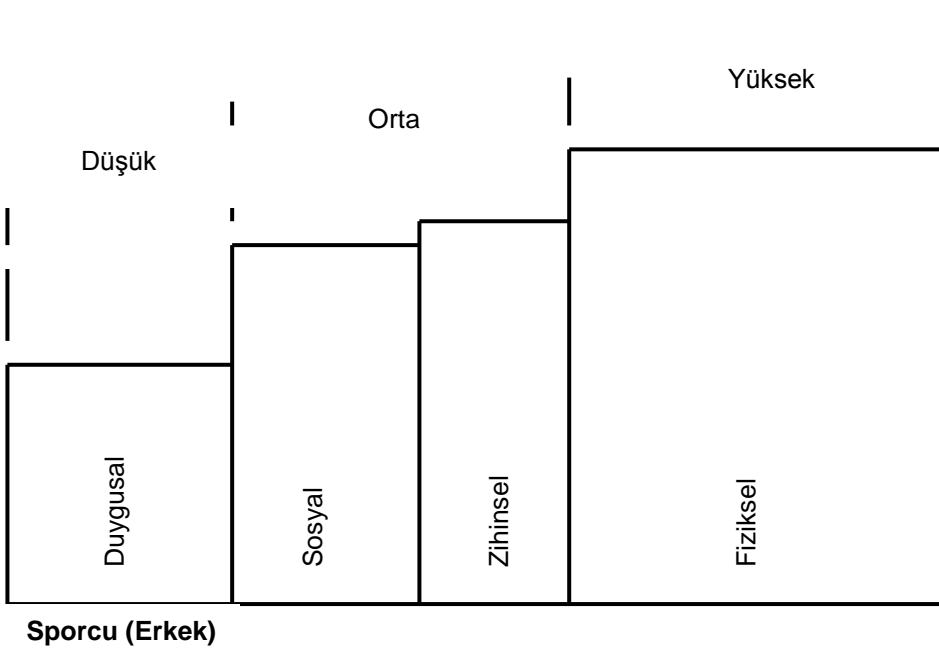 Yüksek
Orta
Düşük
Duygusal
Sosyal
Zihinsel
Fiziksel
Sporcu (Erkek)